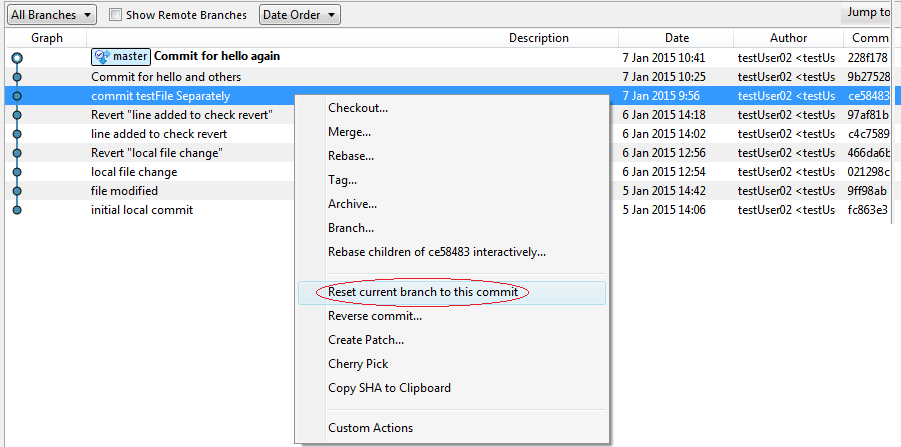 All Branches Show Remote Branches Date Order Jump to
Graph Description Date Author Comm
master Commit for hello again 7 Jan 2015 10:41 testUser02 <testUs 228f178
Commit for hello and others 7 Jan 2015 10:25 testUser02 <testUs 9b27528
commit testFile Separately 7 Jan 2015 9:56 testUser02 <testUs ce58483
Revert "line added to check revert" 6 Jan 2015 14:18 testUser02 <testUs 97af81b
line added to check revert 6 Jan 2015 14:02 testUser02 <testUs c4c7589
Revert "local file change" 6 Jan 2015 12:56 testUser02 <testUs 466da6b
local file change 6 Jan 2015 12:54 testUser02 <testUs 021298c
file modified 5 Jan 2015 14:42 testUser02 <testUs 9ff98ab
initial local commit 5 Jan 2015 14:06 testUser02 <testUs fc863e3
Checkout...
Merge...
Rebase...
Tag...
Archive...
Branch...
Rebase children of ce58483 interactively...
Reset current branch to this commit
Reverse commit...
Create Patch...
Cherry Pick
Copy SHA to Clipboard
Custom Actions